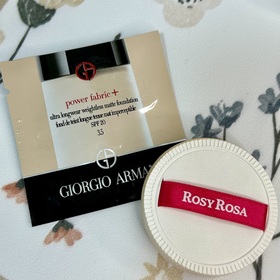 power fabric+
ultra longwear weightless matte foundation
fond de teint longue tenue mat imperceptible
SPF 20
3.5
GIORGIO ARMA
ROSY ROSA